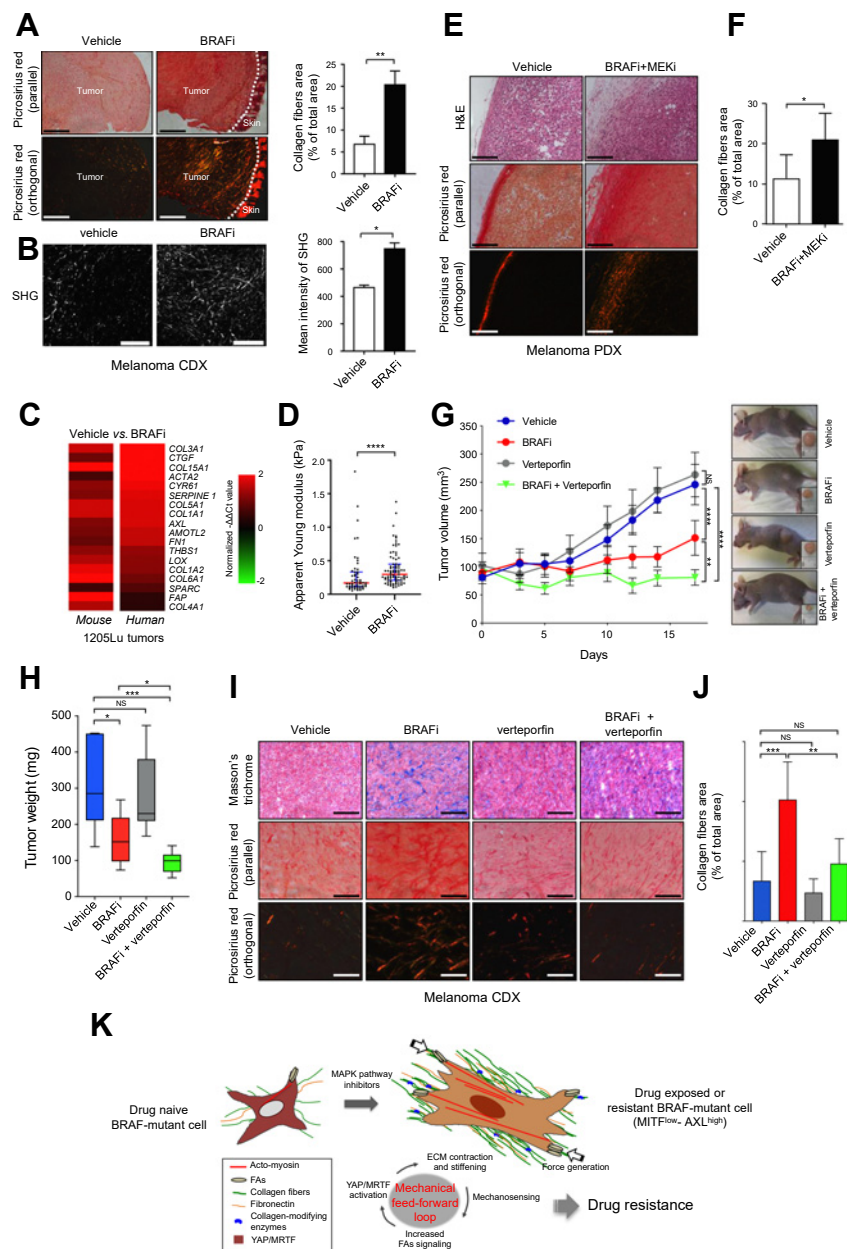 A
Vehicle
BRAFi
Picrosirius red
(parallel)
Tumor
Tumor
Skin
Picrosirius red
(orthogonal)
Tumor
Tumor
Skin
Collagen fibers area
(% of total area)
25
20
15
10
5
0
**
Vehicle
BRAFi
B
vehicle
BRAFi
SHG
Mean intensity of SHG
800
600
400
200
0
*
Vehicle
BRAFi
Melanoma CDX
E
Vehicle
BRAFi+MEKi
H&E
Picrosirius red
(parallel)
Picrosirius red
(orthogonal)
Melanoma PDX
F
Collagen fibers area
(% of total area)
30
20
10
0
*
Vehicle
BRAFi+MEKi
C
Vehicle vs. BRAFi
COL3A1
CTGF
COL15A1
ACTA2
CYR61
SERPINE 1
COL5A1
COL1A1
AXL
AMOTL2
FN1
THBS1
LOX
COL1A2
COL6A1
SPARC
FAP
COL4A1
Mouse
Human
1205Lu tumors
Normalized -ΔΔCt value
2
0
-2
D
Apparent Young modulus (kPa)
2.0
1.5
1.0
0.5
0
****
Vehicle
BRAFi
G
Vehicle
BRAFi
Verteporfin
BRAFi + Verteporfin
Tumor volume (mm³)
350
300
250
200
150
100
50
0
0
5
10
15
Days
NS
****
**
****
Vehicle
BRAFi
Verteporfin
BRAFi +
verteporfin
H
Tumor weight (mg)
500
400
300
200
100
0
*
***
NS
*
Vehicle
BRAFi
Verteporfin
BRAFi + verteporfin
I
Vehicle
BRAFi
verteporfin
BRAFi +
verteporfin
Masson's
trichrome
Picrosirius red
(parallel)
Picrosirius red
(orthogonal)
Melanoma CDX
J
Collagen fibers area
(% of total area)
NS
NS
***
**
Vehicle
BRAFi
Verteporfin
BRAFi + verteporfin
K
Drug naive
BRAF-mutant cell
MAPK pathway
inhibitors
Drug exposed or
resistant BRAF-mutant cell
(MITFˡᵒʷ- AXLʰⁱᵍʰ)
Force generation
Acto-myosin
FAs
Collagen fibers
Fibronectin
Collagen-modifying
enzymes
YAP/MRTF
ECM contraction
and stiffening
YAP/MRTF
activation
Mechanical
feed-forward
loop
Mechanosensing
Increased
FAs signaling
Drug resistance